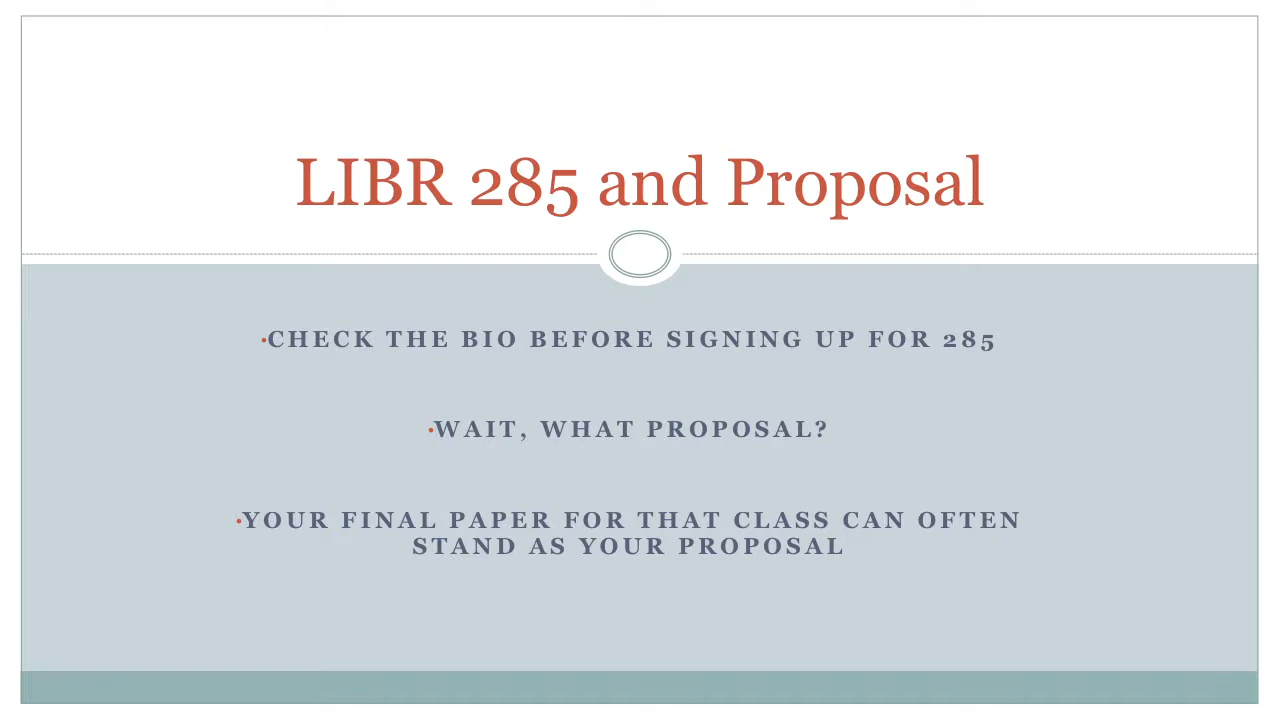 LIBR 285 and Proposal
•CHECK THE BIO BEFORE SIGNING UP FOR 285
•WAIT, WHAT PROPOSAL?
•YOUR FINAL PAPER FOR THAT CLASS CAN OFTEN
STAND AS YOUR PROPOSAL